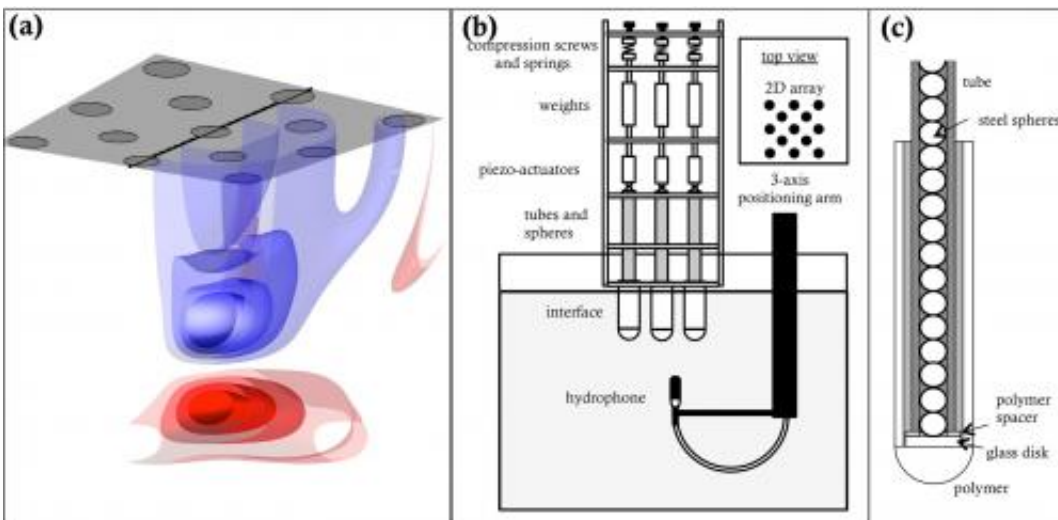 (a)
(b)
compression screws
and springs
weights
piezo-actuators
tubes and
spheres
interface
hydrophone
top view
2D array
3-axis
positioning arm
(c)
tube
steel spheres
polymer
spacer
glass disk
polymer